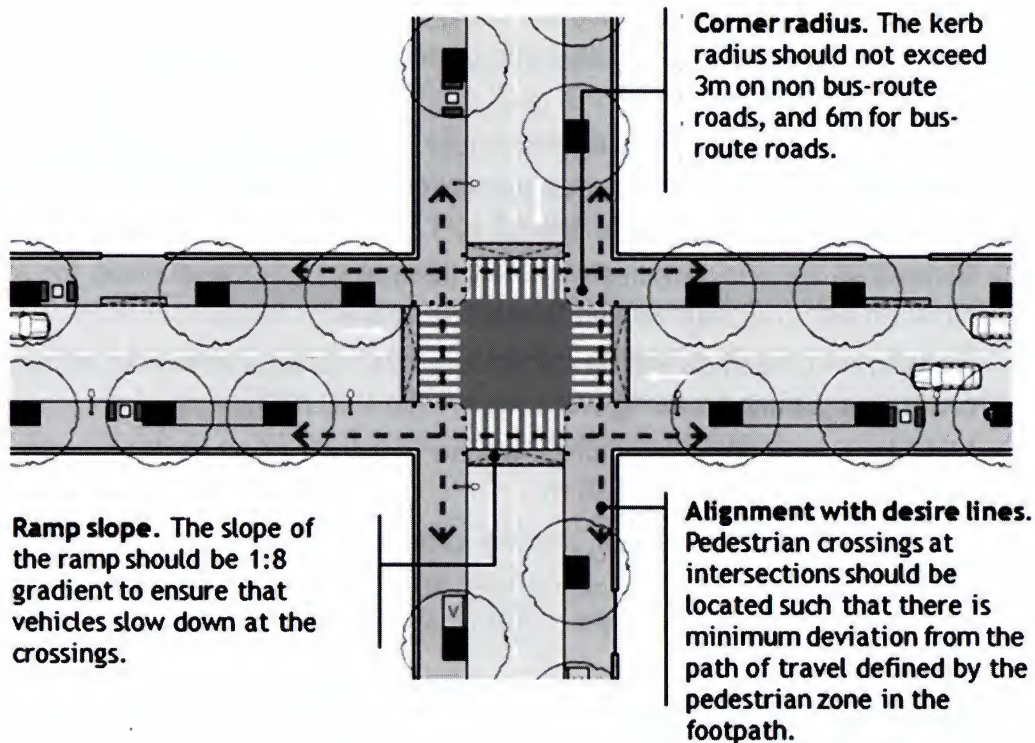 Corner radius. The kerb
radius should not exceed
3m on non bus-route
roads, and 6m for bus-
route roads.
Ramp slope. The slope of
the ramp should be 1:8
gradient to ensure that
vehicles slow down at the
crossings.
Alignment with desire lines.
Pedestrian crossings at
intersections should be
located such that there is
minimum deviation from the
path of travel defined by the
pedestrian zone in the
footpath.
V